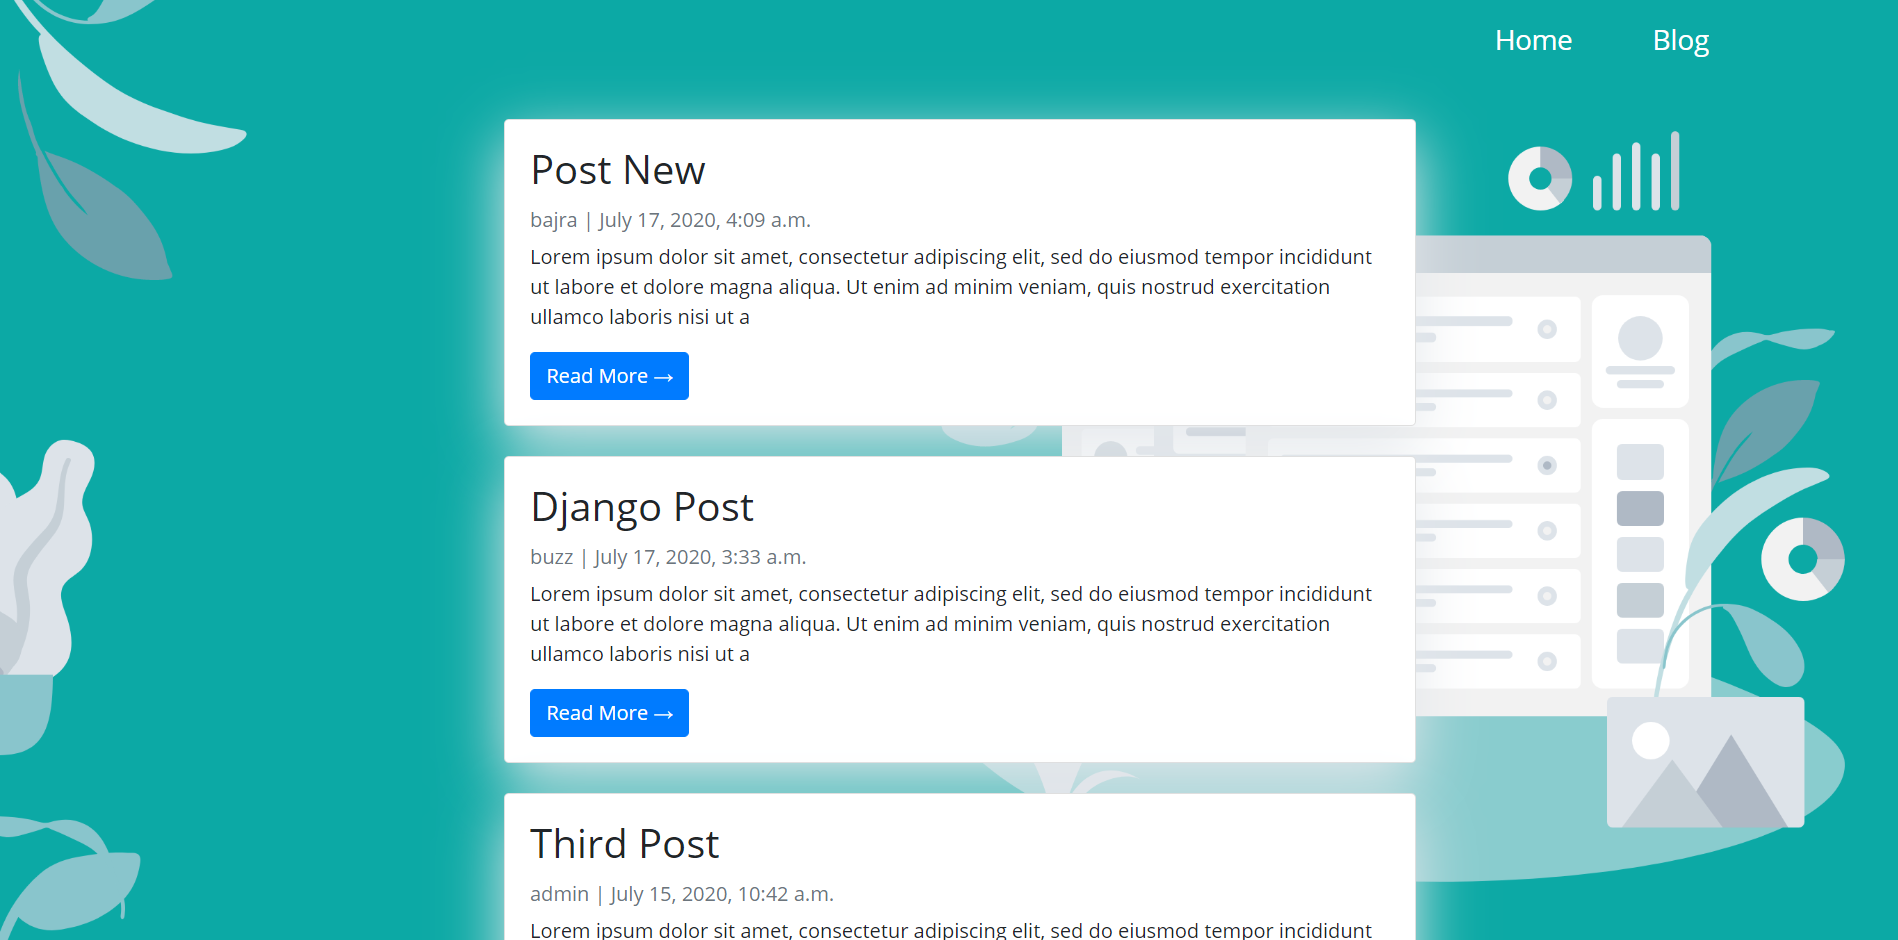 Home Blog
Post New
bajra | July 17, 2020, 4:09 a.m.
Lorem ipsum dolor sit amet, consectetur adipiscing elit, sed do eiusmod tempor incididunt
ut labore et dolore magna aliqua. Ut enim ad minim veniam, quis nostrud exercitation
ullamco laboris nisi ut a
Read More →
Django Post
buzz | July 17, 2020, 3:33 a.m.
Lorem ipsum dolor sit amet, consectetur adipiscing elit, sed do eiusmod tempor incididunt
ut labore et dolore magna aliqua. Ut enim ad minim veniam, quis nostrud exercitation
ullamco laboris nisi ut a
Read More →
Third Post
admin | July 15, 2020, 10:42 a.m.
Lorem ipsum dolor sit amet, consectetur adipiscing elit, sed do eiusmod tempor incididunt